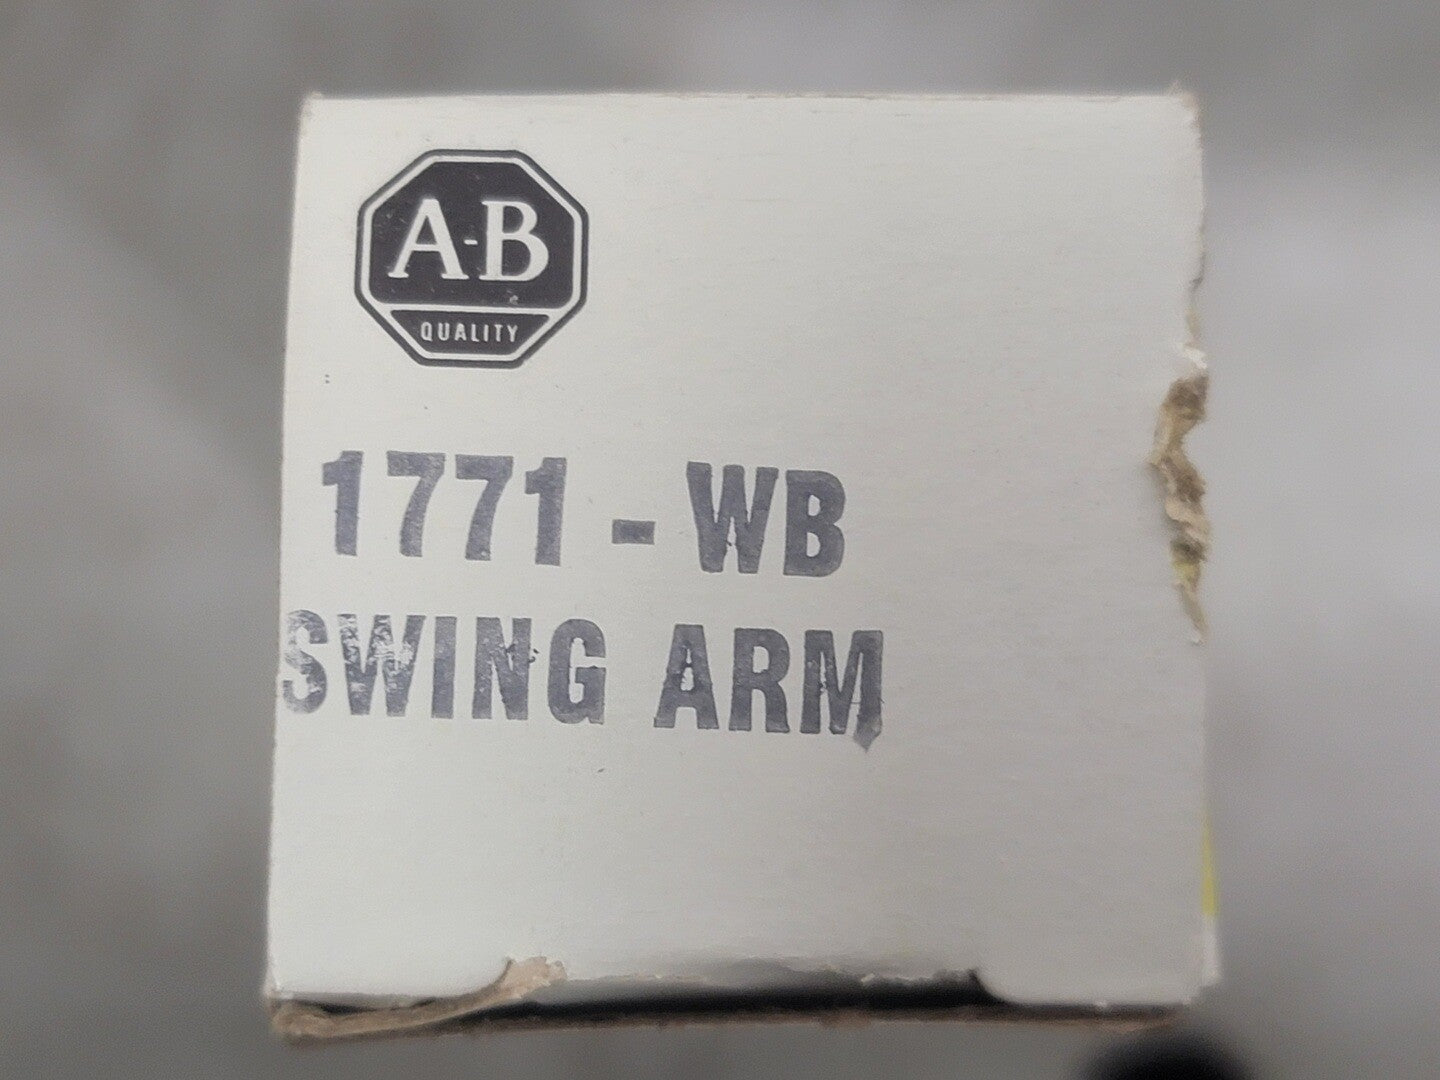 A-B
QUALITY
1771-WB
SWING ARM